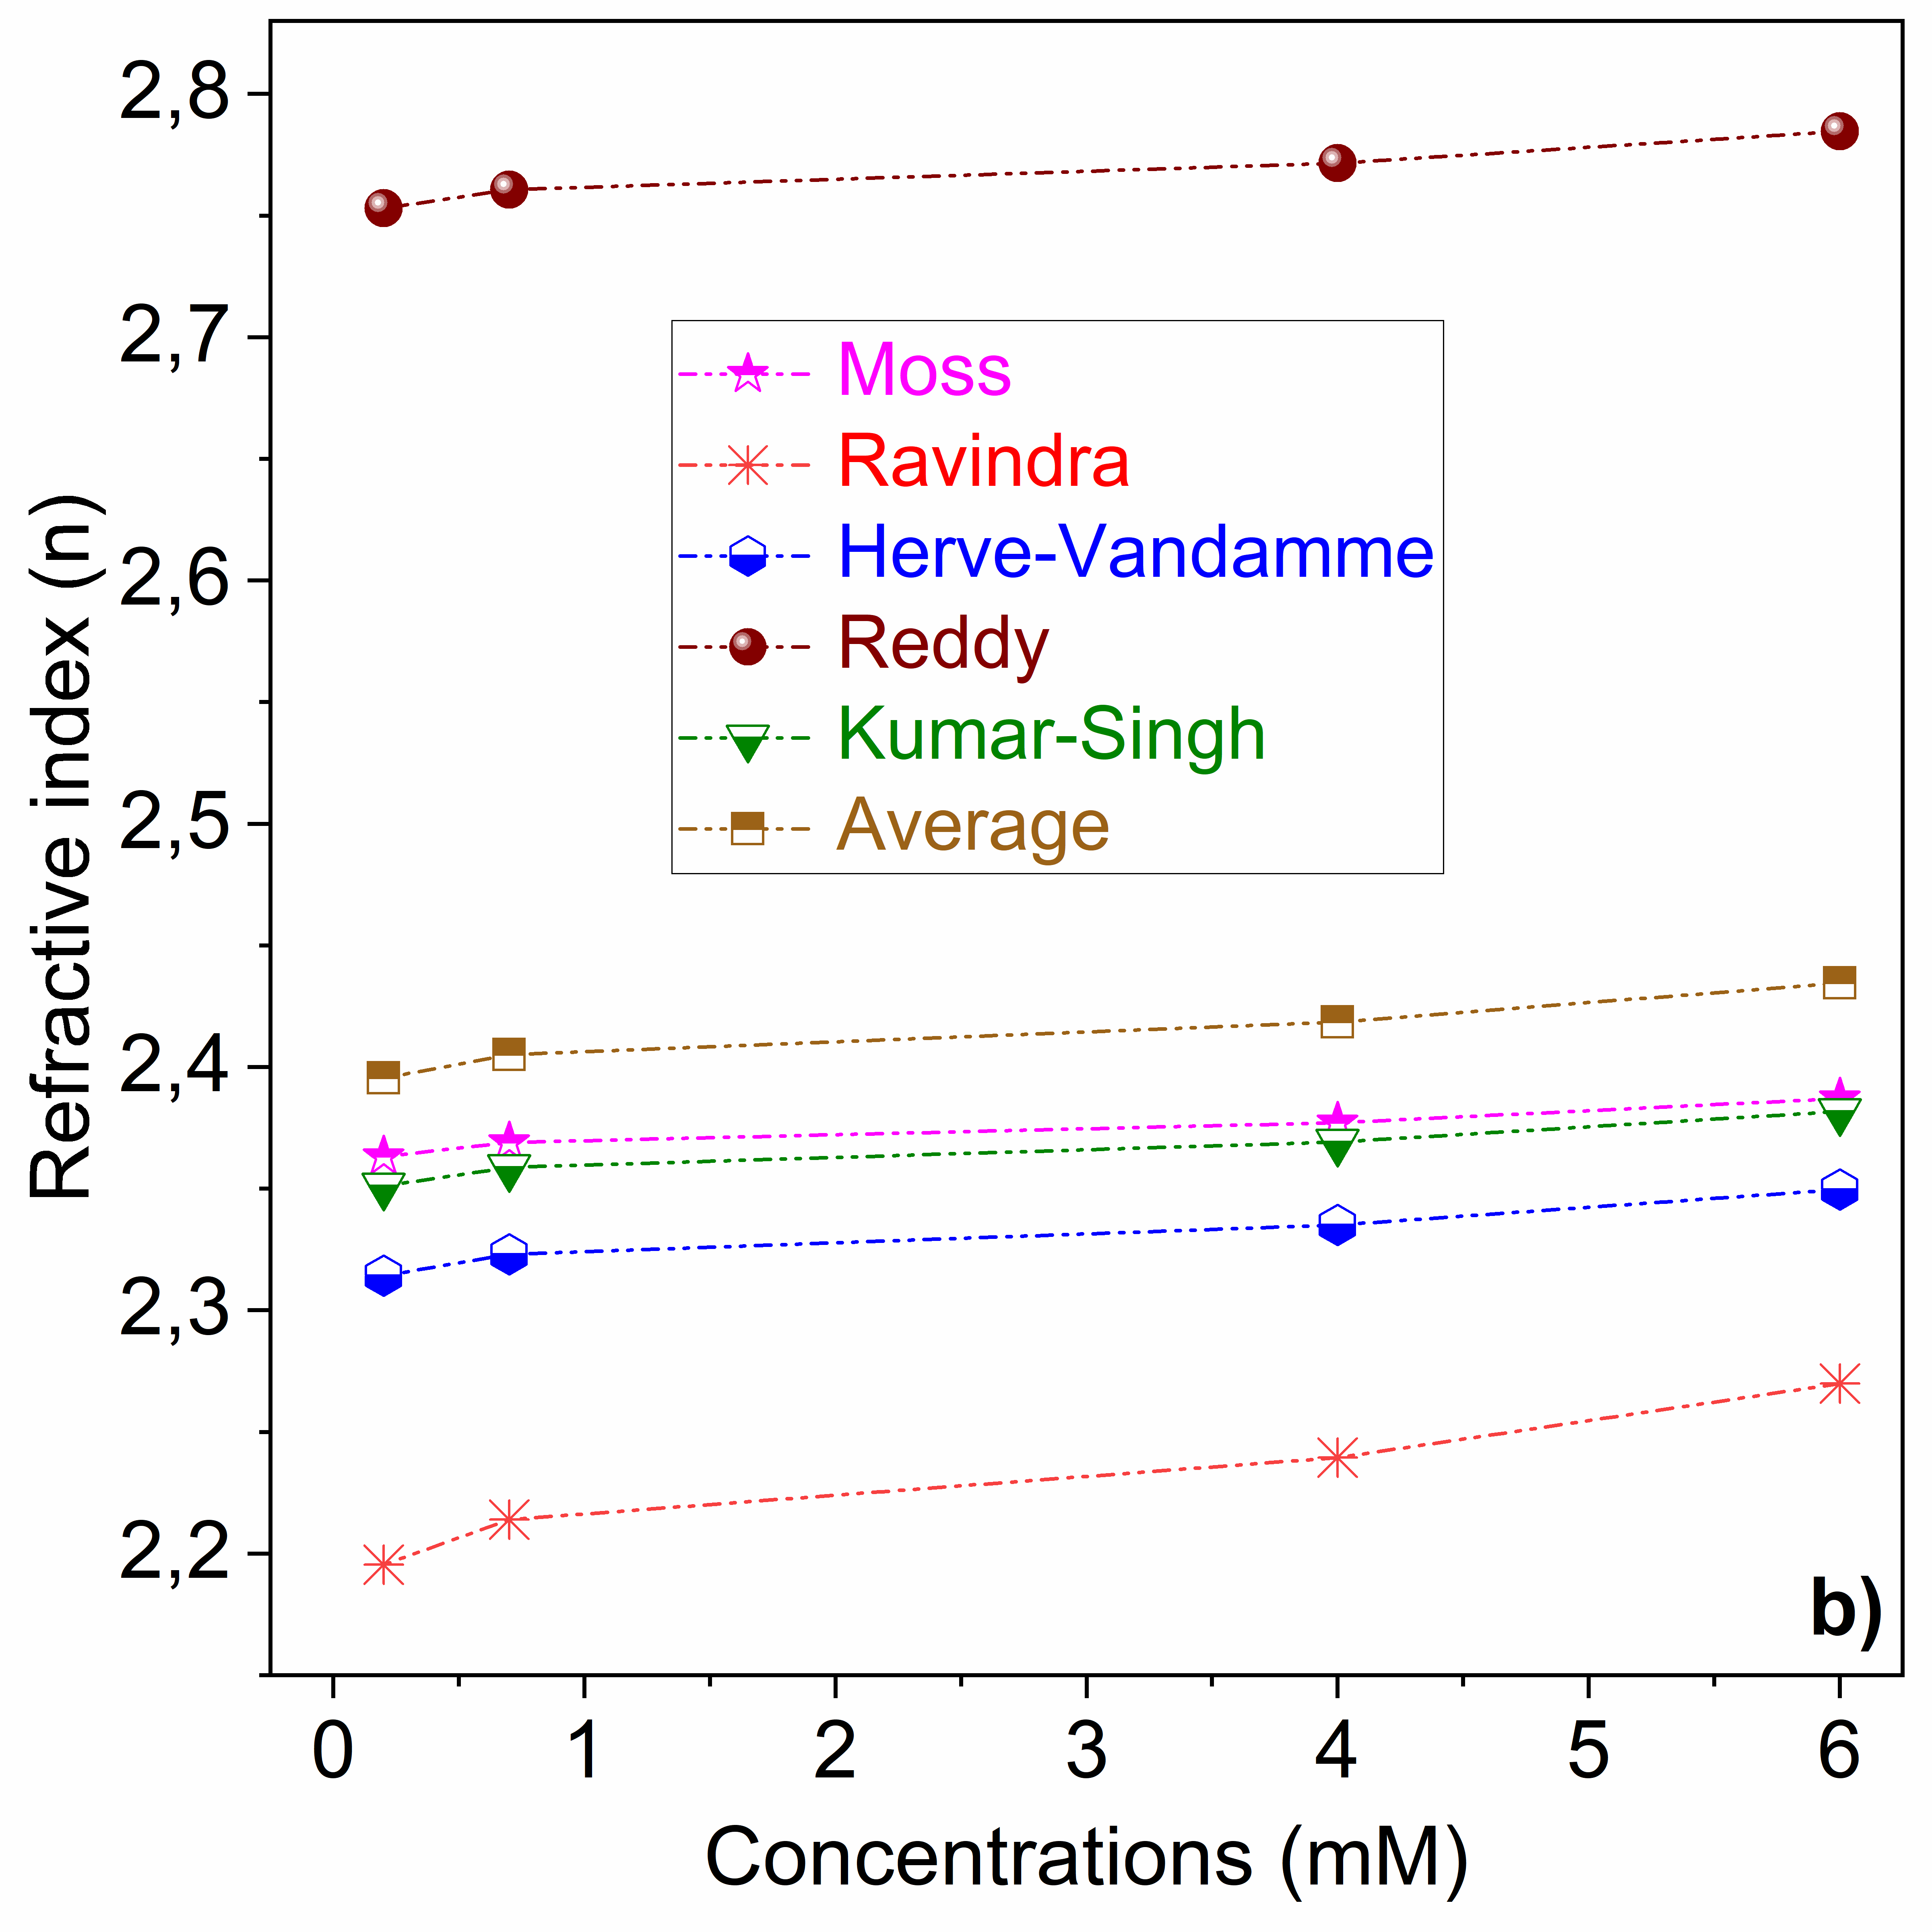 2,8
2,7
2,6
2,5
2,4
2,3
2,2
Refractive index (n)
Moss
Ravindra
Herve-Vandamme
Reddy
Kumar-Singh
Average
b)
0 1 2 3 4 5 6
Concentrations (mM)